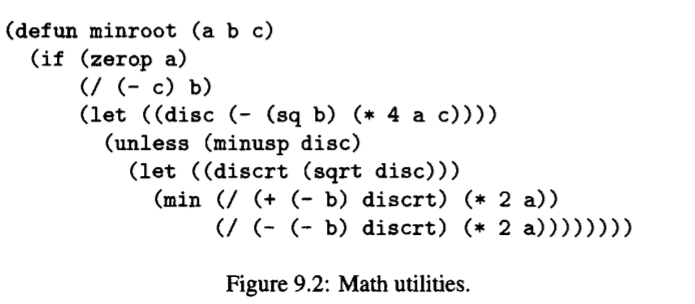 (defun minroot (a b c)
  (if (zerop a)
      (/ (- c) b)
      (let ((disc (- (sq b) (* 4 a c))))
        (unless (minusp disc)
          (let ((discrt (sqrt disc)))
            (min (/ (+ (- b) discrt) (* 2 a))
                 (/ (- (- b) discrt) (* 2 a))))))))
Figure 9.2: Math utilities.